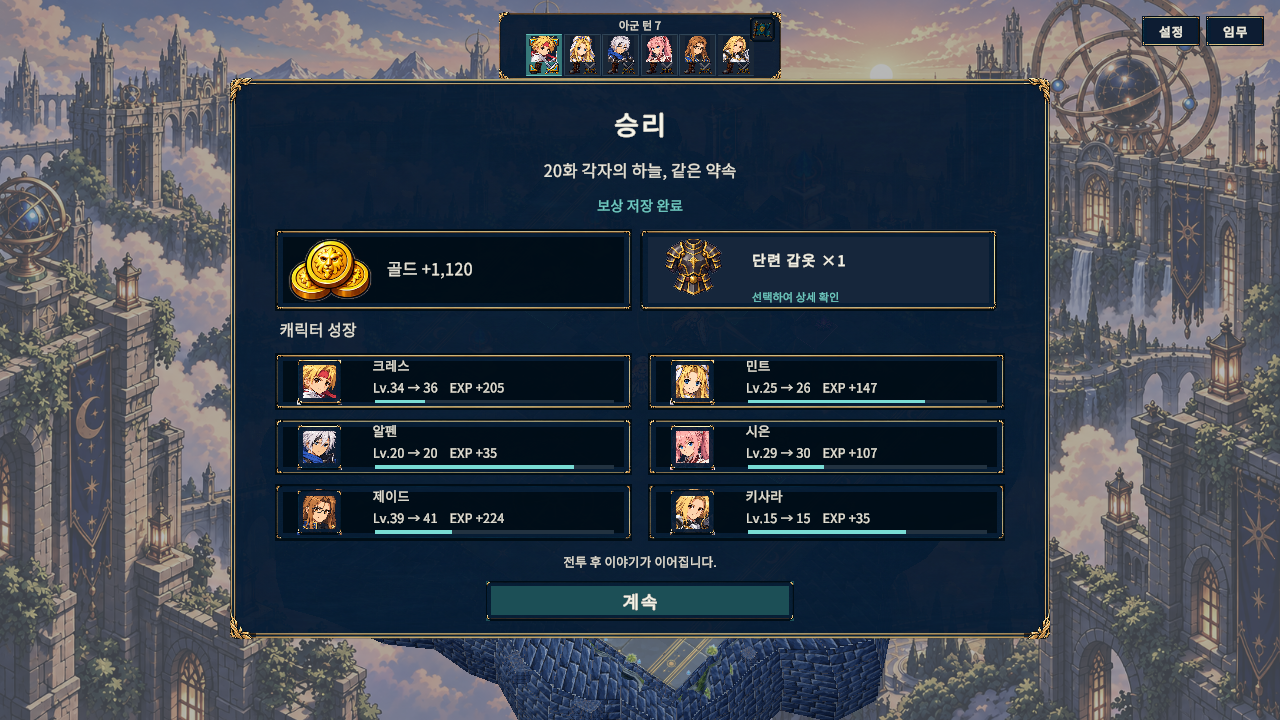 아군 턴 7
설정
임무
승리
20화 각자의 하늘, 같은 약속
보상 저장 완료
골드 +1,120
단련 갑옷 ×1
선택하여 상세 확인
캐릭터 성장
크레스
Lv.34 → 36 EXP +205
민트
Lv.25 → 26 EXP +147
알펜
Lv.20 → 20 EXP +35
시온
Lv.29 → 30 EXP +107
제이드
Lv.39 → 41 EXP +224
키사라
Lv.15 → 15 EXP +35
전투 후 이야기가 이어집니다.
계속